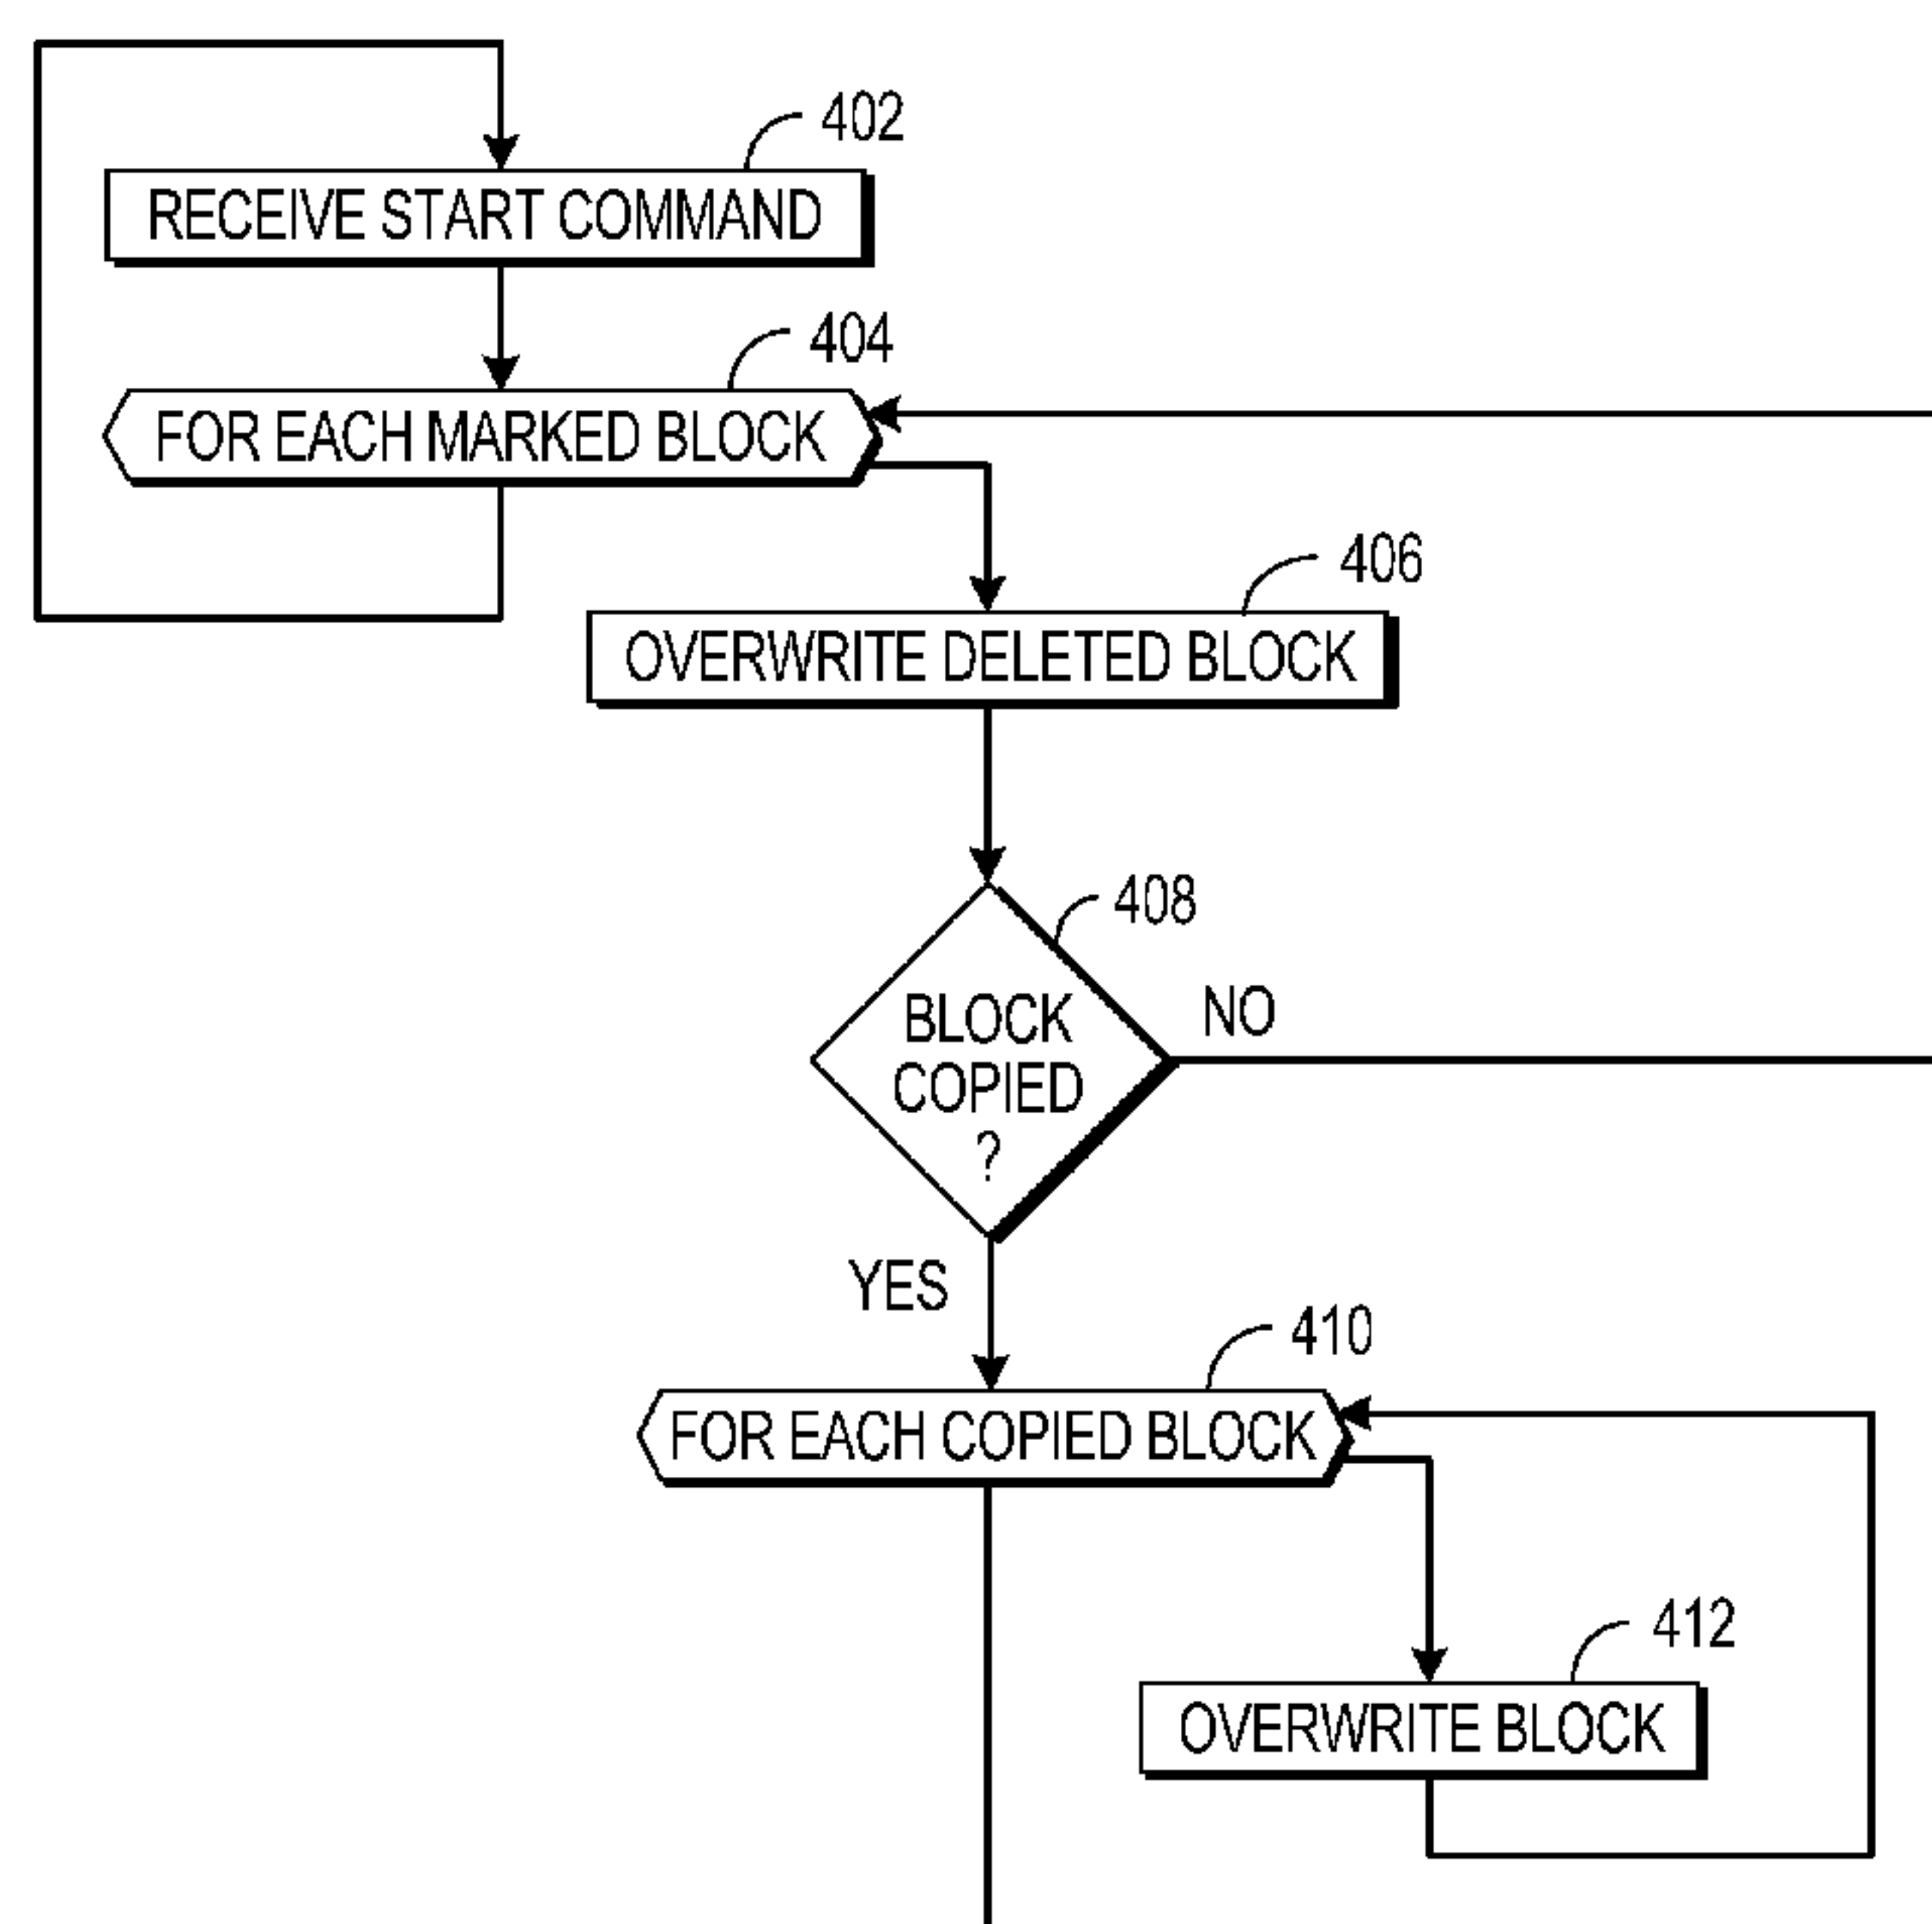 402
RECEIVE START COMMAND
404
FOR EACH MARKED BLOCK
406
OVERWRITE DELETED BLOCK
408
BLOCK
COPIED
?
NO
YES
410
FOR EACH COPIED BLOCK
412
OVERWRITE BLOCK